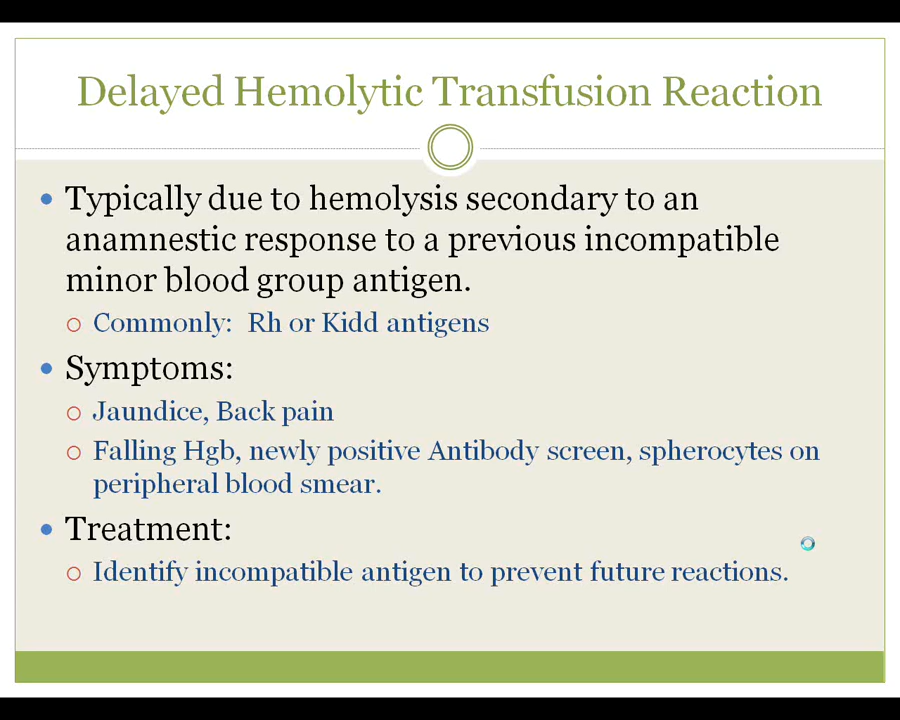 Delayed Hemolytic Transfusion Reaction
Typically due to hemolysis secondary to an
anamnestic response to a previous incompatible
minor blood group antigen.
Commonly: Rh or Kidd antigens
Symptoms:
Jaundice, Back pain
Falling Hgb, newly positive Antibody screen, spherocytes on
peripheral blood smear.
Treatment:
Identify incompatible antigen to prevent future reactions.